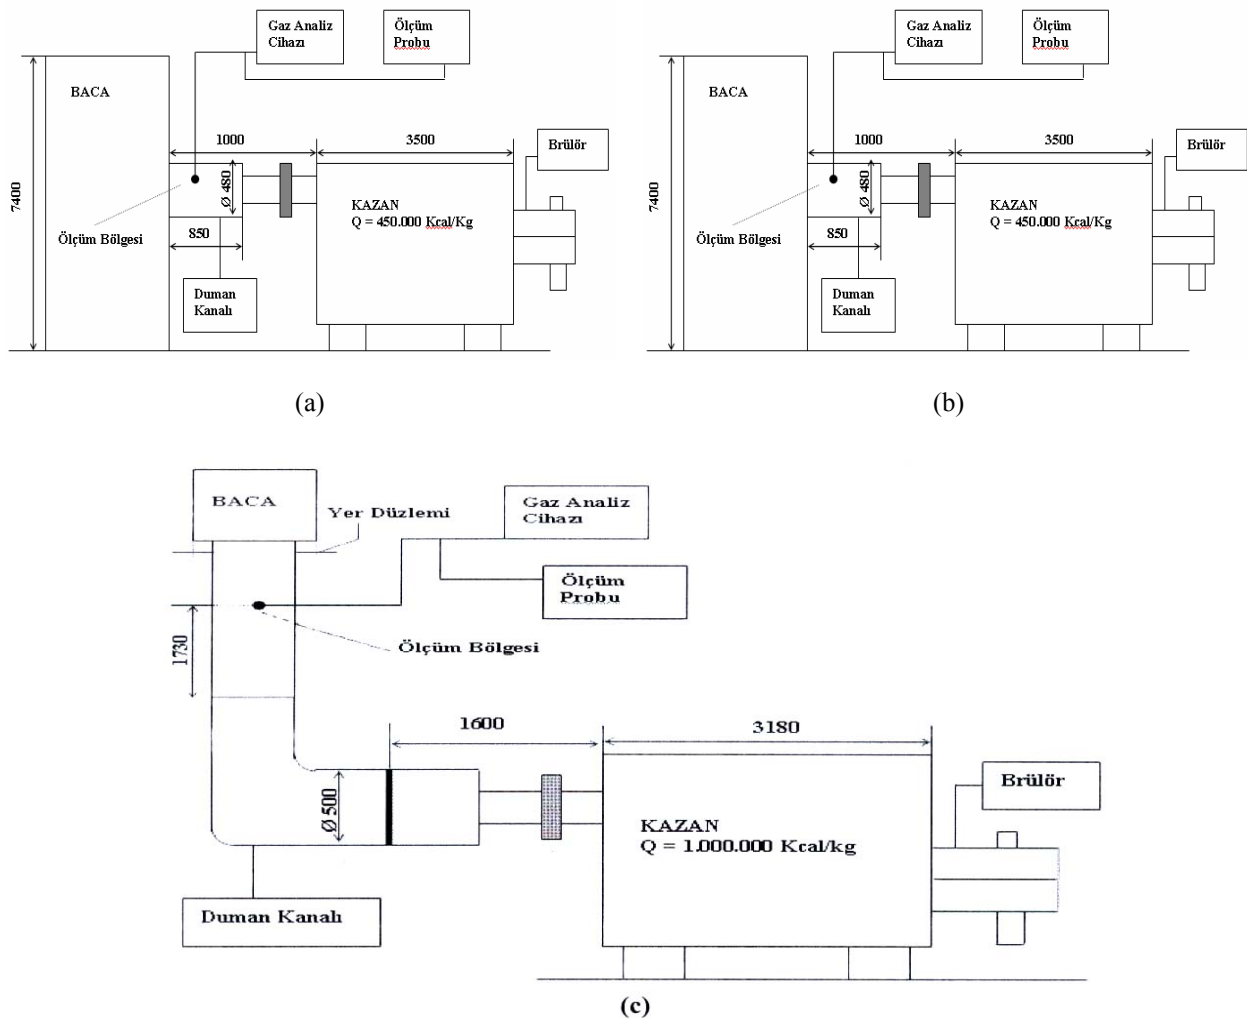 Gaz Analiz
Cihazı
Ölçüm
Probu
BACA
1000
3500
Brülör
7400
Ø 480
KAZAN
Q = 450.000 Kcal/Kg
Ölçüm Bölgesi
850
Duman
Kanalı
(a)
Gaz Analiz
Cihazı
Ölçüm
Probu
BACA
1000
3500
Brülör
7400
Ø 480
KAZAN
Q = 450.000 Kcal/Kg
Ölçüm Bölgesi
850
Duman
Kanalı
(b)
BACA
Yer Düzlemi
Gaz Analiz
Cihazı
Ölçüm
Probu
1730
Ölçüm Bölgesi
1600
3180
Brülör
Ø 500
KAZAN
Q = 1.000.000 Kcal/kg
Duman Kanalı
(c)